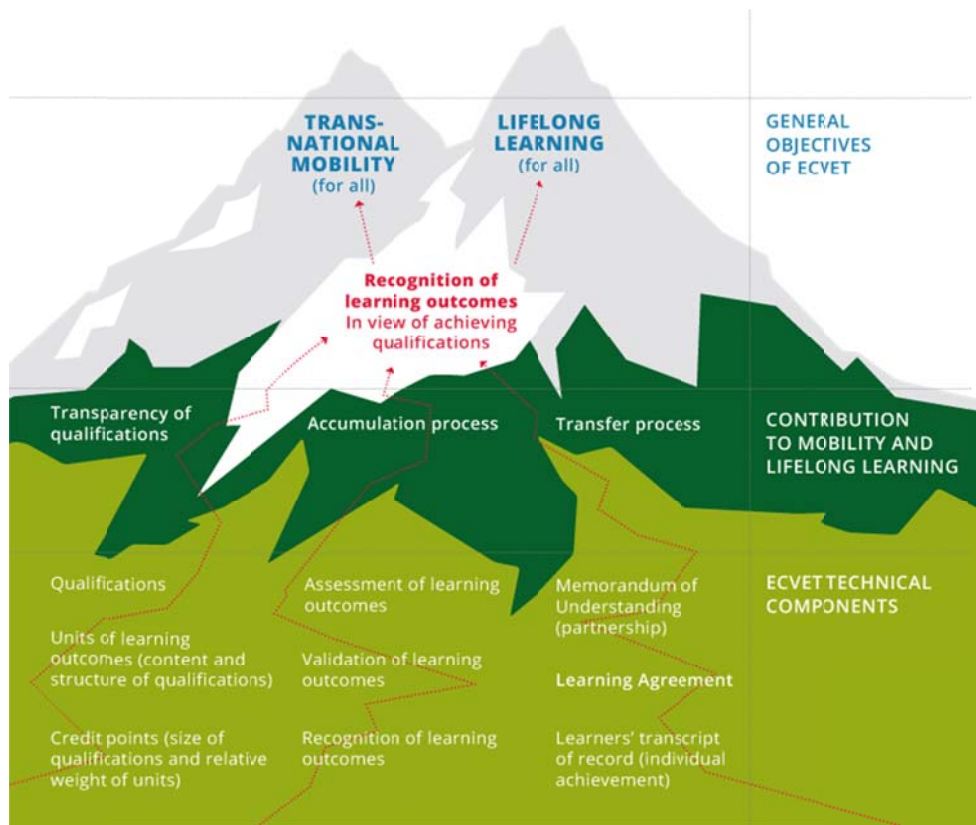 TRANS-
NATIONAL
MOBILITY
(for all)
LIFELONG
LEARNING
(for all)
GENERAL
OBJECTIVES
OF ECVET
Recognition of
learning outcomes
In view of achieving
qualifications
Transparency of
qualifications
Accumulation process
Transfer process
CONTRIBUTION
TO MOBILITY AND
LIFELONG LEARNING
Qualifications
Assessment of learning
outcomes
Memorandum of
Understanding
(partnership)
ECVET TECHNICAL
COMPONENTS
Units of learning
outcomes (content and
structure of qualifications)
Validation of learning
outcomes
Learning Agreement
Credit points (size of
qualifications and relative
weight of units)
Recognition of learning
outcomes
Learners' transcript
of record (individual
achievement)